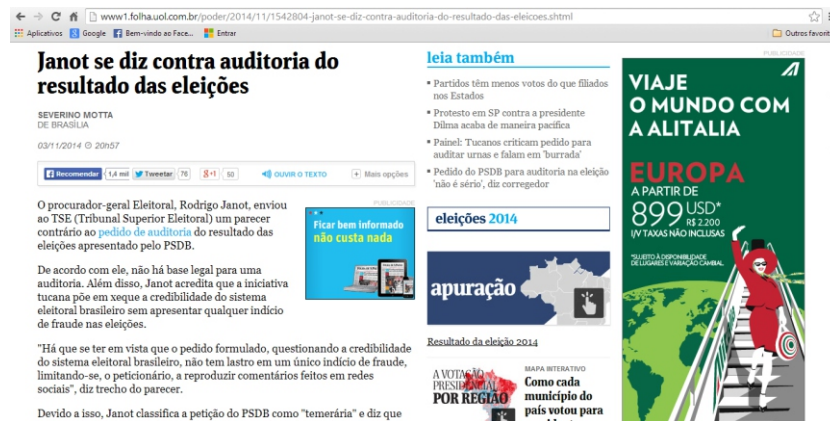 www1.folha.uol.com.br/poder/2014/11/1542804-janot-se-diz-contra-auditoria-do-resultado-das-eleicoes.shtml
Aplicativos Google Bem-vindo ao Face... Entrar
Outros favorit
Janot se diz contra auditoria do
resultado das eleições
SEVERINO MOTTA
DE BRASÍLIA
03/11/2014 20h57
Recomendar 1,4 mil Tweetar 76 g+1 50 OUVIR O TEXTO + Mais opções
O procurador-geral Eleitoral, Rodrigo Janot, enviou
ao TSE (Tribunal Superior Eleitoral) um parecer
contrário ao pedido de auditoria do resultado das
eleições apresentado pelo PSDB.
De acordo com ele, não há base legal para uma
auditoria. Além disso, Janot acredita que a iniciativa
tucana põe em xeque a credibilidade do sistema
eleitoral brasileiro sem apresentar qualquer indício
de fraude nas eleições.
"Há que se ter em vista que o pedido formulado, questionando a credibilidade
do sistema eleitoral brasileiro, não tem lastro em um único indício de fraude,
limitando-se, o peticionário, a reproduzir comentários feitos em redes
sociais", diz trecho do parecer.
Devido a isso, Janot classifica a petição do PSDB como "temerária" e diz que
PUBLICIDADE
Ficar bem informado
não custa nada
leia também
Partidos têm menos votos do que filiados
nos Estados
Protesto em SP contra a presidente
Dilma acaba de maneira pacífica
Painel: Tucanos criticam pedido para
auditar urnas e falam em 'burrada'
Pedido do PSDB para auditoria na eleição
'não é sério', diz corregedor
eleições 2014
apuração
Resultado da eleição 2014
A VOTAÇÃO
PRESIDENCIAL
POR REGIÃO
MAPA INTERATIVO
Como cada
município do
país votou para
PUBLICIDADE
VIAJE
O MUNDO COM
A ALITALIA
EUROPA
A PARTIR DE
899 USD*
R$ 2.200
I/V TAXAS NÃO INCLUSAS
*SUJEITO À DISPONIBILIDADE
DE LUGARES E VARIAÇÃO CAMBIAL.